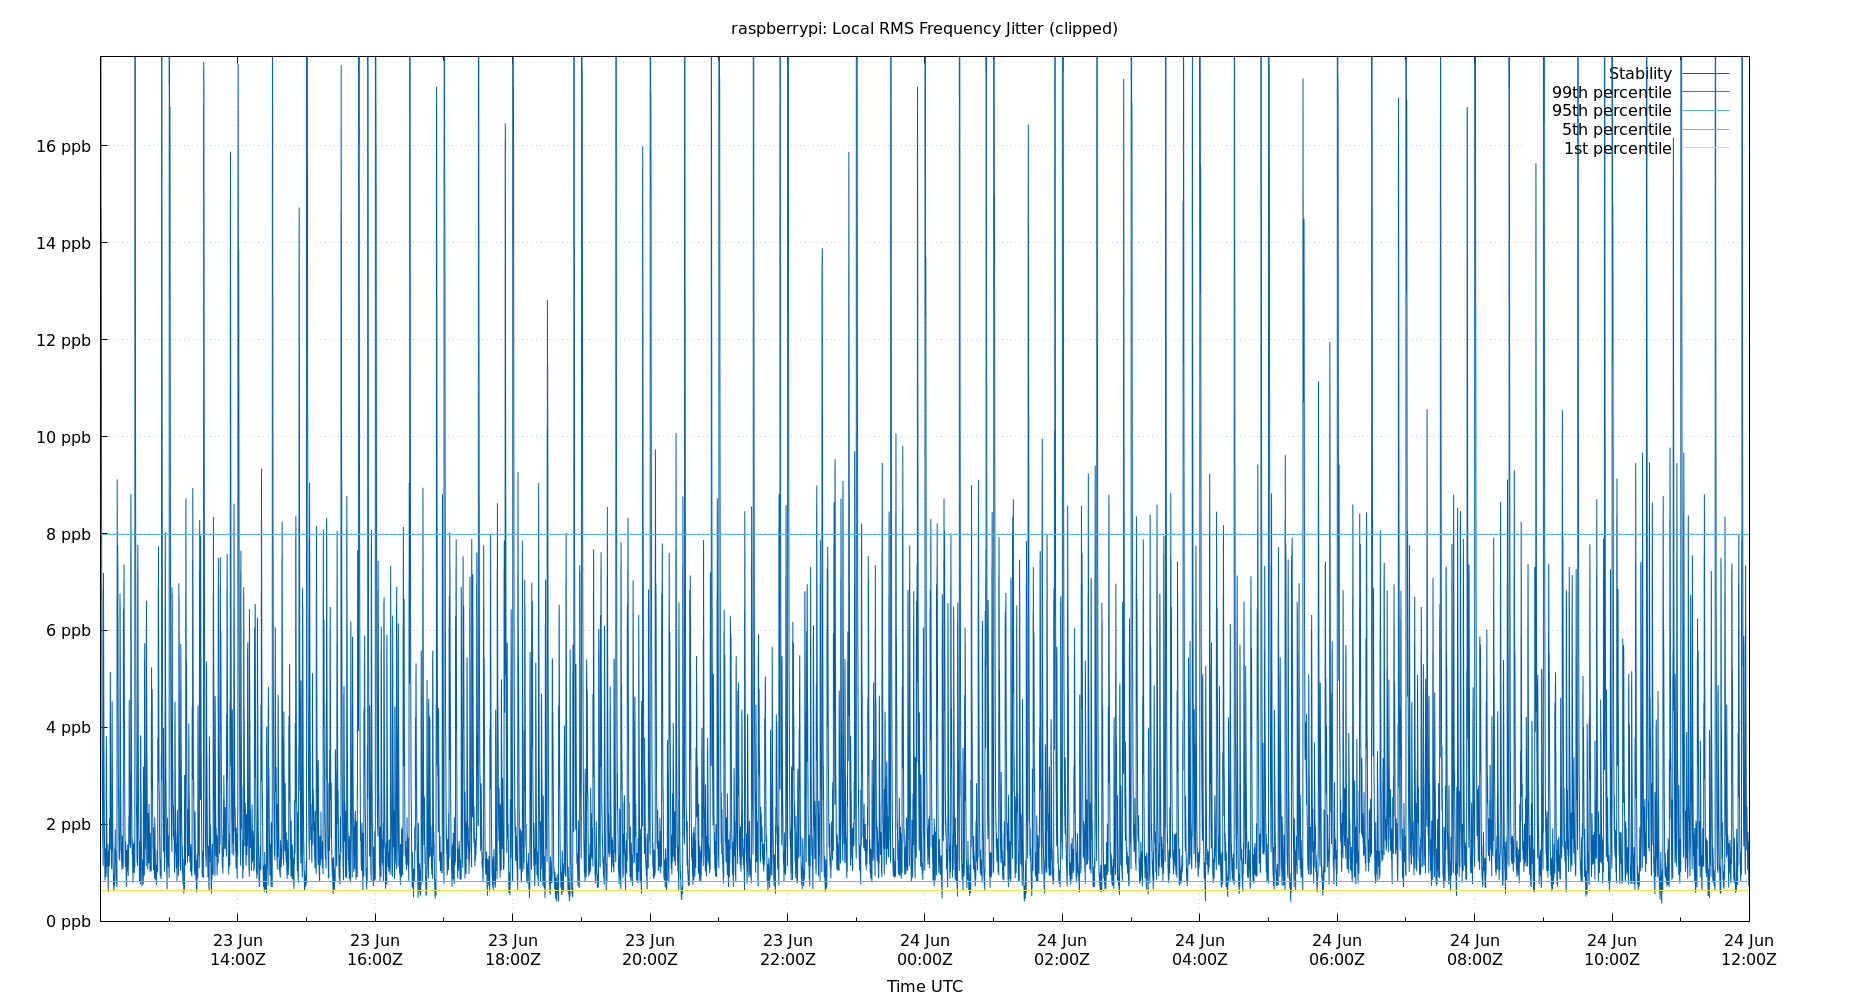 raspberrypi: Local RMS Frequency Jitter (clipped)
Stability
99th percentile
95th percentile
5th percentile
1st percentile
16 ppb
14 ppb
12 ppb
10 ppb
8 ppb
6 ppb
4 ppb
2 ppb
0 ppb
23 Jun 23 Jun 23 Jun 23 Jun 23 Jun 24 Jun 24 Jun 24 Jun 24 Jun 24 Jun 24 Jun 24 Jun
14:00Z 16:00Z 18:00Z 20:00Z 22:00Z 00:00Z 02:00Z 04:00Z 06:00Z 08:00Z 10:00Z 12:00Z
Time UTC